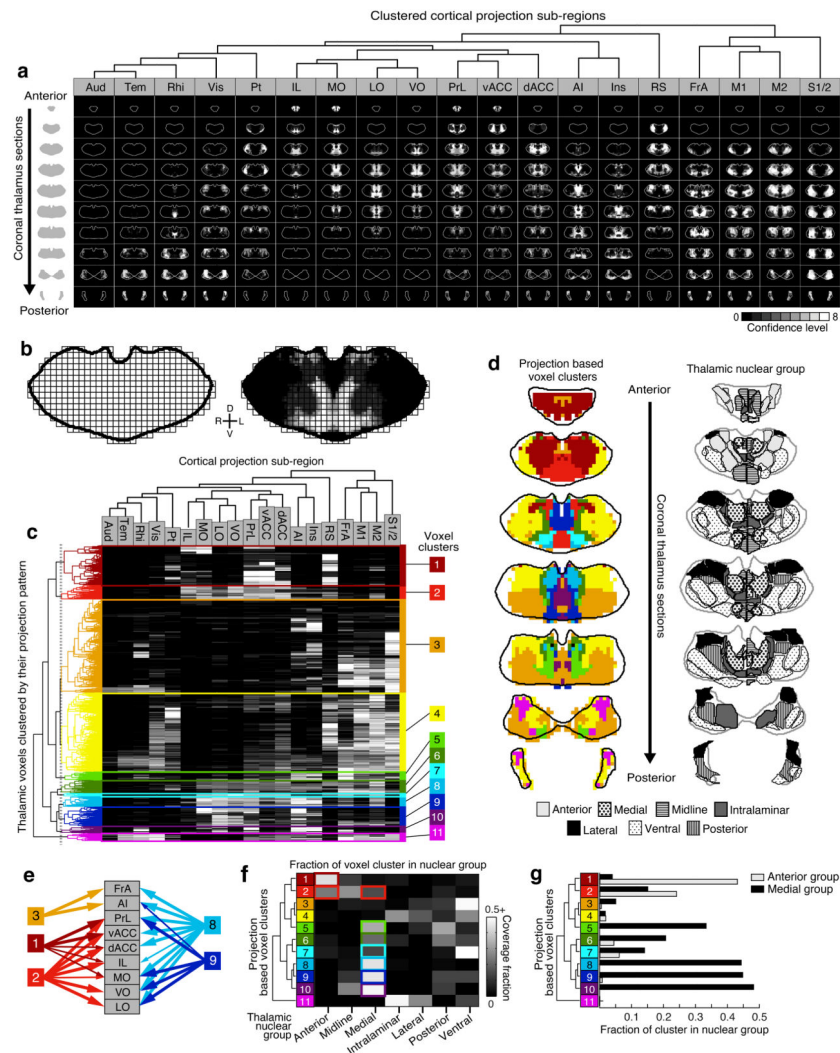 Clustered cortical projection sub-regions
a
Aud Tem Rhi Vis Pt IL MO LO VO PrL vACC dACC AI Ins RS FrA M1 M2 S1/2
Anterior
Coronal thalamus sections
Posterior
0 8
Confidence level
b
D
R L
V
Cortical projection sub-region
c
Aud Tem Rhi Vis Pt IL MO LO VO PrL vACC dACC AI Ins RS FrA M1 M2 S1/2
Voxel
clusters
1
2
3
4
5
6
7
8
9
10
11
Thalamic voxels clustered by their projection pattern
d
Projection based
voxel clusters
Thalamic nuclear group
Anterior
Coronal thalamus sections
Posterior
Anterior Medial Midline Intralaminar
Lateral Ventral Posterior
e
FrA
AI
PrL
vACC
dACC
IL
MO
VO
LO
3
1
2
8
9
f
Fraction of voxel cluster in nuclear group
Projection
based voxel clusters
1
2
3
4
5
6
7
8
9
10
11
0.5+
Coverage fraction
0
Thalamic
nuclear
group
Anterior Midline Medial Intralaminar Lateral Posterior Ventral
g
Anterior group
Medial group
Projection
based voxel clusters
1
2
3
4
5
6
7
8
9
10
11
0 0.1 0.2 0.3 0.4 0.5
Fraction of cluster in nuclear group